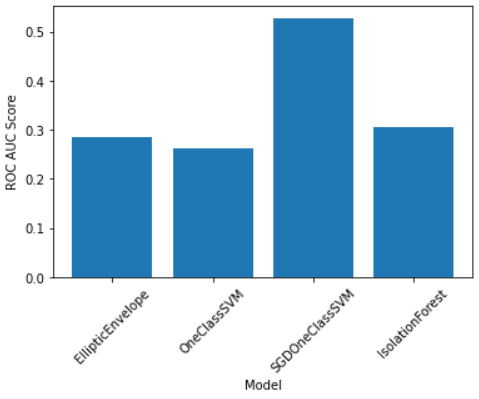 ROC AUC Score
0.5
0.4
0.3
0.2
0.1
0.0
EllipticEnvelope
OneClassSVM
SGDOneClassSVM
IsolationForest
Model